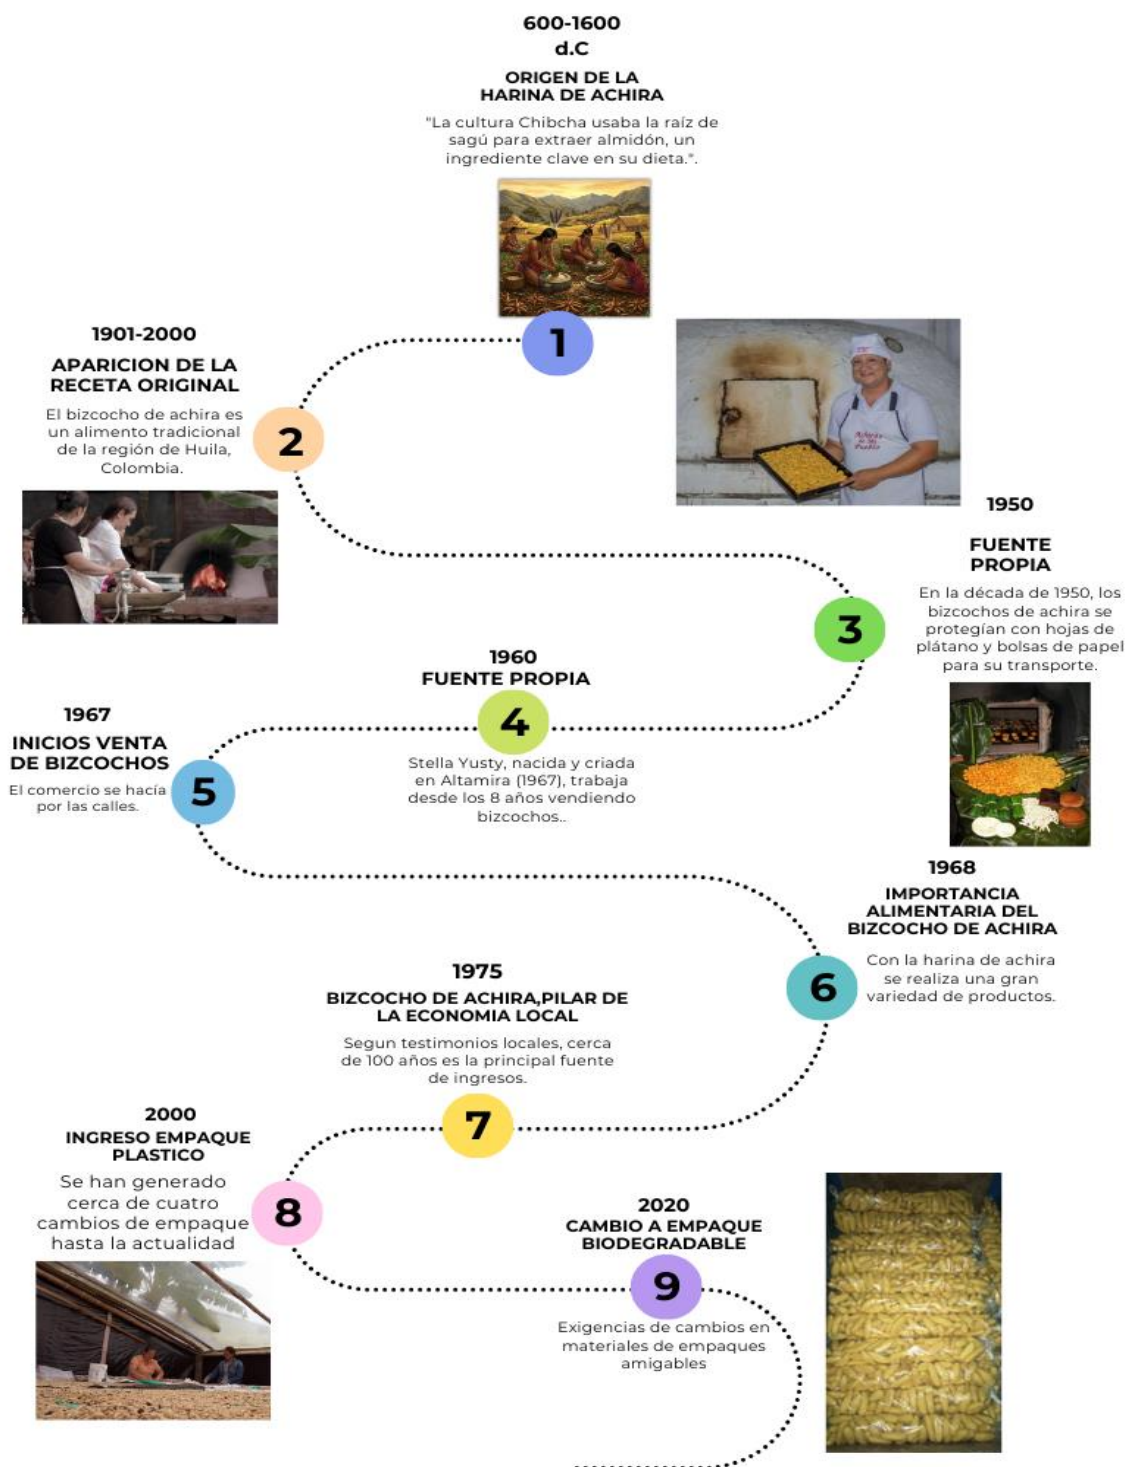 600-1600
d.C
ORIGEN DE LA
HARINA DE ACHIRA
"La cultura Chibcha usaba la raíz de
sagú para extraer almidón, un
ingrediente clave en su dieta.".
1
1901-2000
APARICION DE LA
RECETA ORIGINAL
El bizcocho de achira es
un alimento tradicional
de la región de Huila,
Colombia.
2
Achiras
de Mi
Pueblo
1950
FUENTE
PROPIA
En la década de 1950, los
bizcochos de achira se
protegían con hojas de
plátano y bolsas de papel
para su transporte.
3
1960
FUENTE PROPIA
4
Stella Yusty, nacida y criada
en Altamira (1967), trabaja
desde los 8 años vendiendo
bizcochos..
1967
INICIOS VENTA
DE BIZCOCHOS
El comercio se hacía
por las calles.
5
1968
IMPORTANCIA
ALIMENTARIA DEL
BIZCOCHO DE ACHIRA
Con la harina de achira
se realiza una gran
variedad de productos.
6
1975
BIZCOCHO DE ACHIRA,PILAR DE
LA ECONOMIA LOCAL
Segun testimonios locales, cerca
de 100 años es la principal fuente
de ingresos.
7
2000
INGRESO EMPAQUE
PLASTICO
Se han generado
cerca de cuatro
cambios de empaque
hasta la actualidad
8
2020
CAMBIO A EMPAQUE
BIODEGRADABLE
9
Exigencias de cambios en
materiales de empaques
amigables